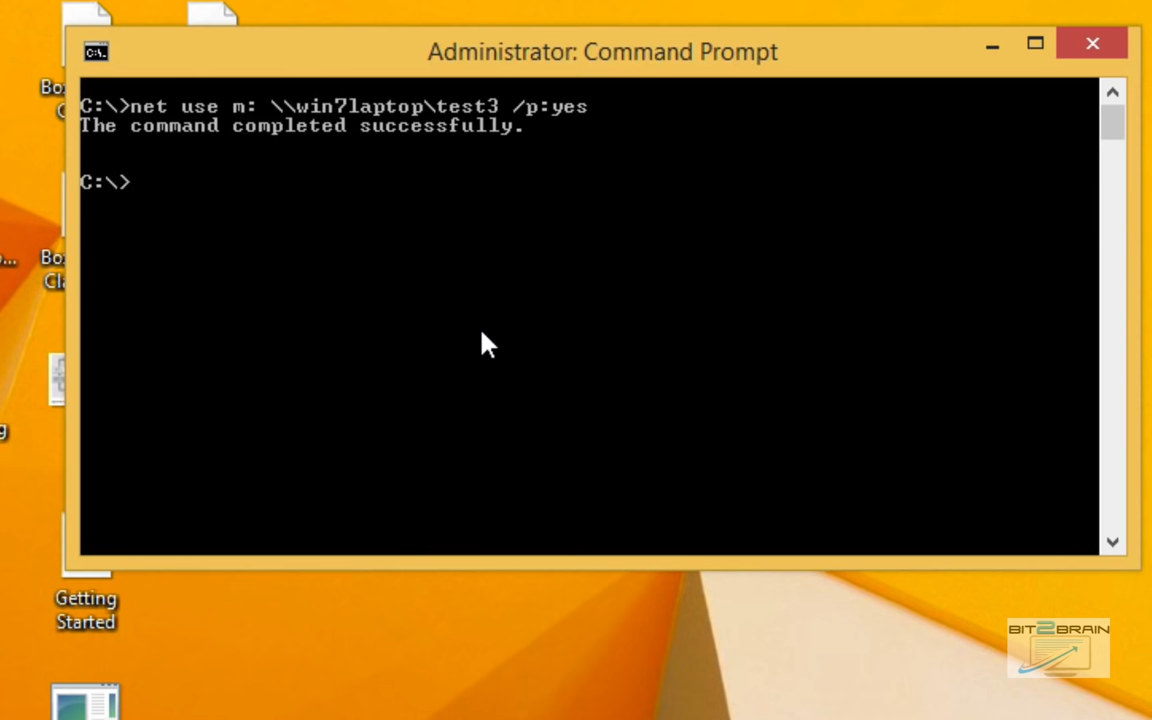 Administrator: Command Prompt
C:\>net use m: \\win7laptop\test3 /p:yes
The command completed successfully.
C:\>
Getting
Started
BIT2BRAIN